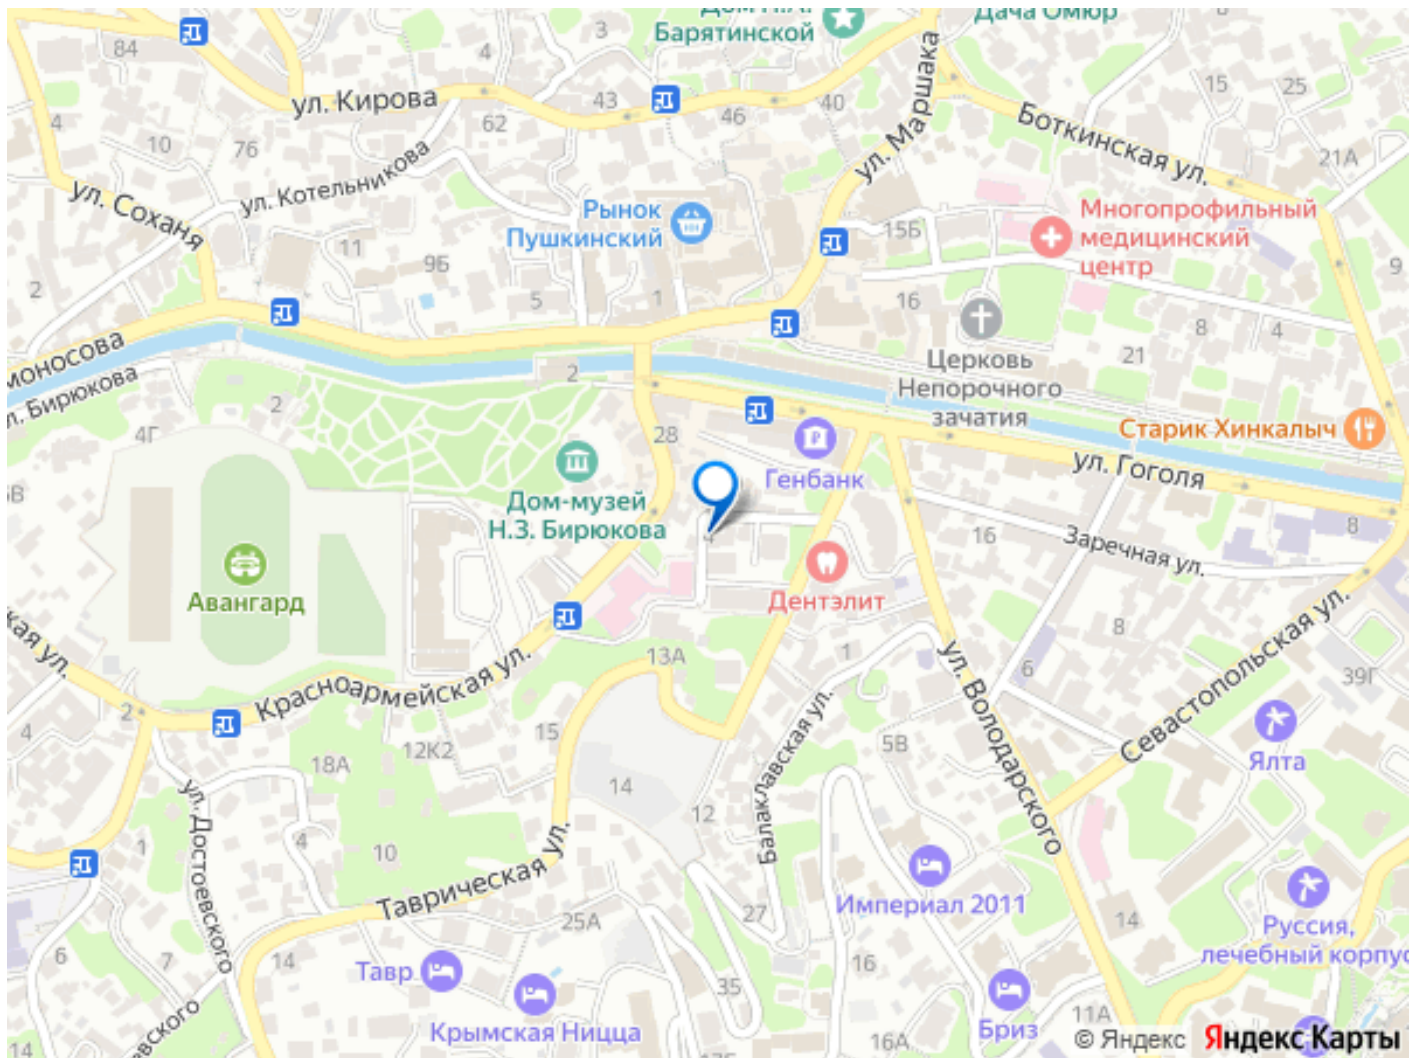 Барятинской
Дача Омюр
84
4
3
ул. Кирова
43
40
46
15
25
ул. Маршака
Боткинская ул.
4
62
10
76
21А
ул. Котельникова
ул. Соханя
Рынок
Пушкинский
Многопрофильный
медицинский
центр
15Б
11
9Б
9
2
5
1
16
8
4
21
Церковь
Непорочного
зачатия
2
2
28
4Г
Старик Хинкалыч
Генбанк
ул. Гоголя
Дом-музей
Н.З. Бирюкова
4
16
8
Заречная ул.
Авангард
Дентэлит
8
13А
1
6
39Г
Красноармейская ул.
ул. Володарского
Севастопольская ул.
2
4
15
12К2
18А
5В
Ялта
14
12
Балаклавская ул.
ул. Достоевского
1
4
10
Таврическая ул.
Империал 2011
25А
27
14
Руссия,
лечебный корпус
6
7
14
Тавр
Крымская Ницца
35
16
16А
17Б
Бриз
11А
© Яндекс
Яндекс Карты